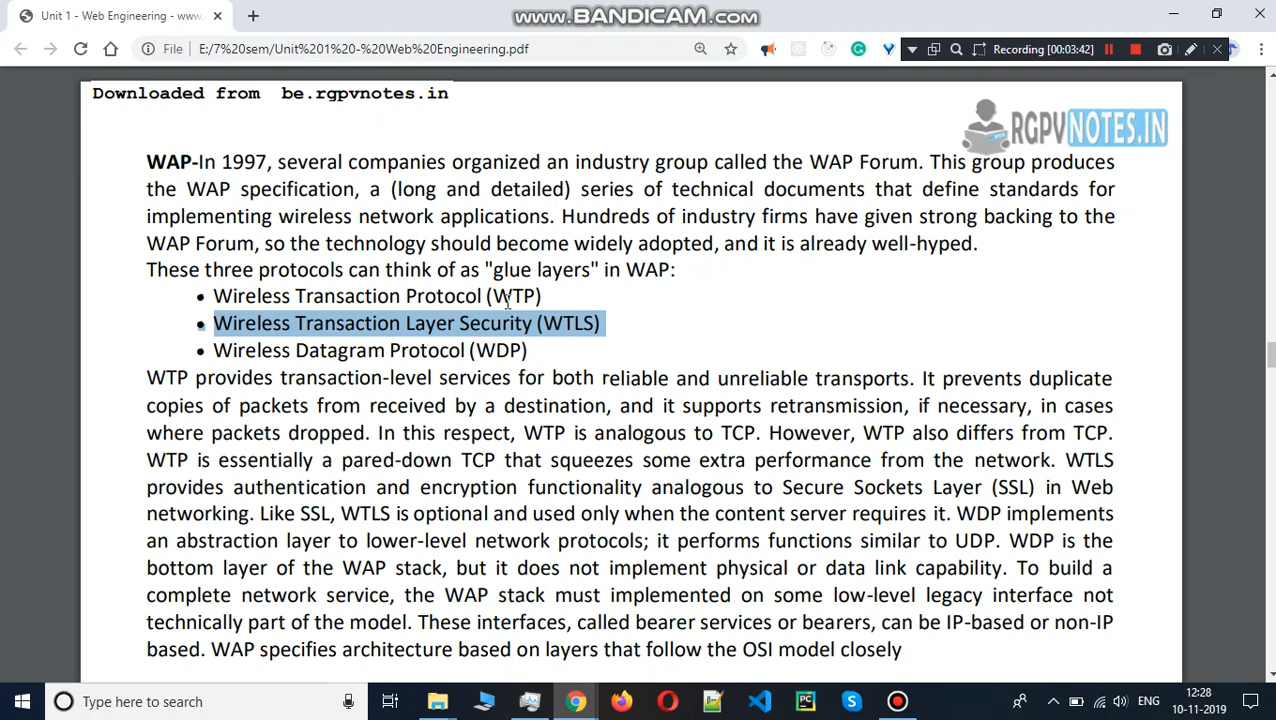 Unit 1 - Web Engineering - www
www.BANDICAM.com
File | E:/7%20sem/Unit%201%20-%20Web%20Engineering.pdf
Recording [00:03:42]
Downloaded from be.rgpvnotes.in
RGPVNOTES.IN
WAP-In 1997, several companies organized an industry group called the WAP Forum. This group produces
the WAP specification, a (long and detailed) series of technical documents that define standards for
implementing wireless network applications. Hundreds of industry firms have given strong backing to the
WAP Forum, so the technology should become widely adopted, and it is already well-hyped.
These three protocols can think of as "glue layers" in WAP:
• Wireless Transaction Protocol (WTP)
• Wireless Transaction Layer Security (WTLS)
• Wireless Datagram Protocol (WDP)
WTP provides transaction-level services for both reliable and unreliable transports. It prevents duplicate
copies of packets from received by a destination, and it supports retransmission, if necessary, in cases
where packets dropped. In this respect, WTP is analogous to TCP. However, WTP also differs from TCP.
WTP is essentially a pared-down TCP that squeezes some extra performance from the network. WTLS
provides authentication and encryption functionality analogous to Secure Sockets Layer (SSL) in Web
networking. Like SSL, WTLS is optional and used only when the content server requires it. WDP implements
an abstraction layer to lower-level network protocols; it performs functions similar to UDP. WDP is the
bottom layer of the WAP stack, but it does not implement physical or data link capability. To build a
complete network service, the WAP stack must implemented on some low-level legacy interface not
technically part of the model. These interfaces, called bearer services or bearers, can be IP-based or non-IP
based. WAP specifies architecture based on layers that follow the OSI model closely
Type here to search
ENG
12:28
10-11-2019